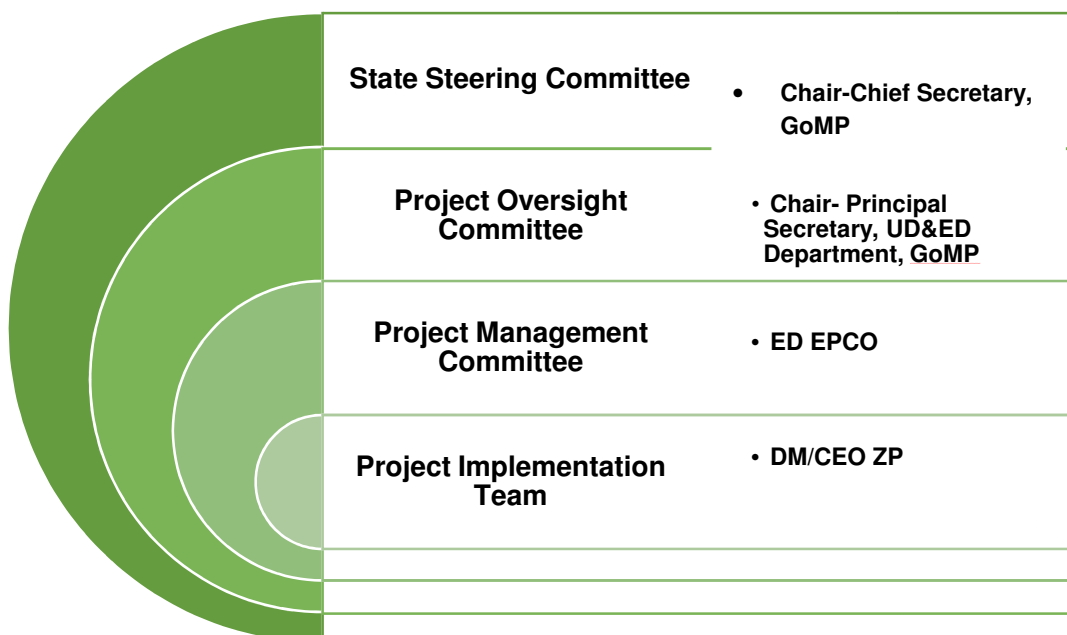 State Steering Committee
• Chair-Chief Secretary,
GoMP
Project Oversight
Committee
• Chair- Principal
Secretary, UD&ED
Department, GoMP
Project Management
Committee
• ED EPCO
Project Implementation
Team
• DM/CEO ZP